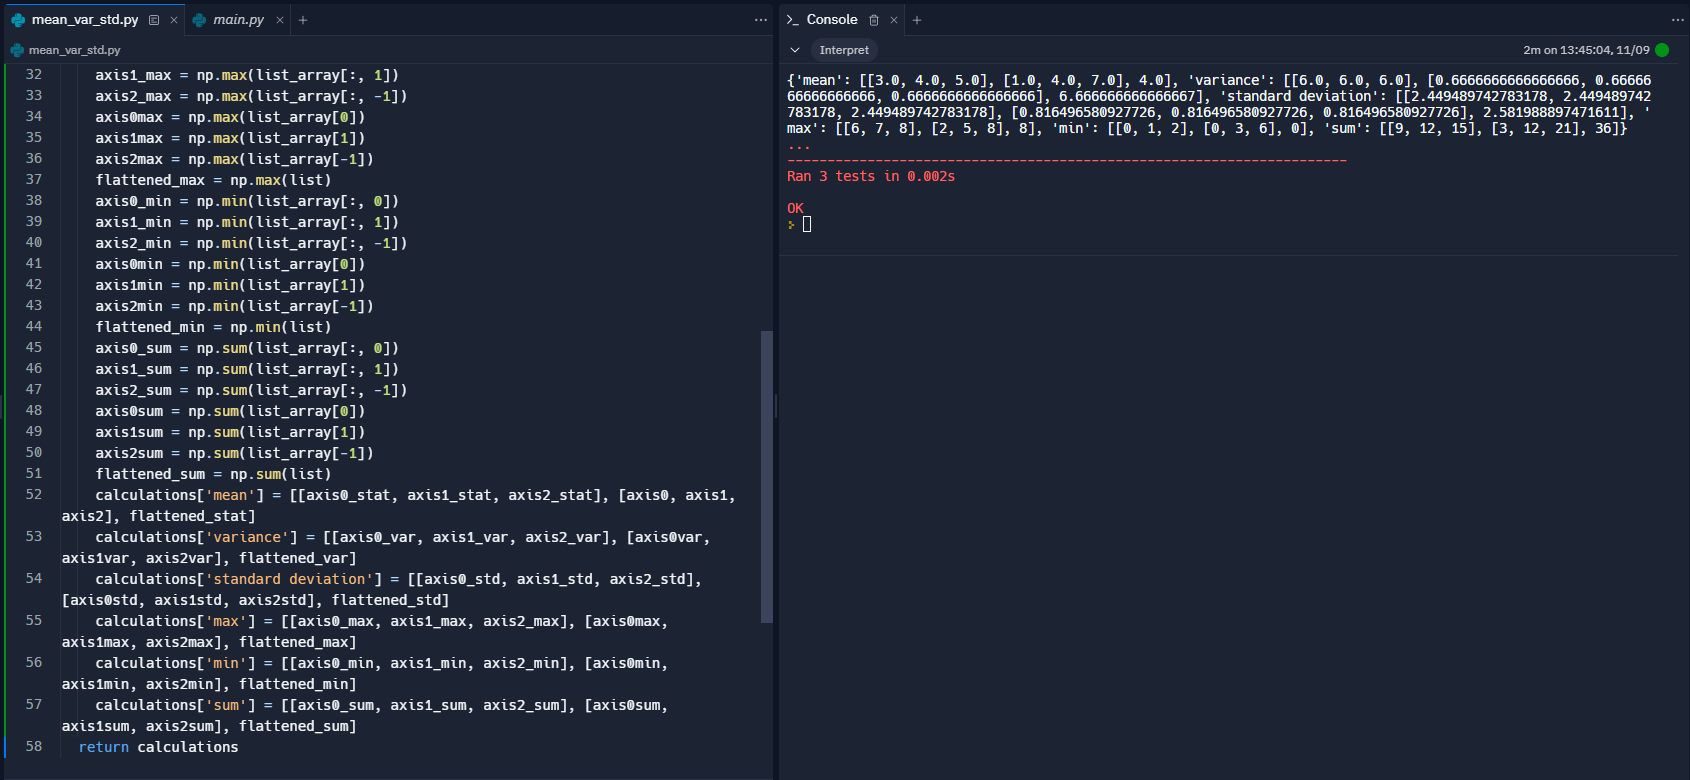 mean_var_std.py
main.py
mean_var_std.py
32 axis1_max = np.max(list_array[:, 1])
33 axis2_max = np.max(list_array[:, -1])
34 axis0max = np.max(list_array[0])
35 axis1max = np.max(list_array[1])
36 axis2max = np.max(list_array[-1])
37 flattened_max = np.max(list)
38 axis0_min = np.min(list_array[:, 0])
39 axis1_min = np.min(list_array[:, 1])
40 axis2_min = np.min(list_array[:, -1])
41 axis0min = np.min(list_array[0])
42 axis1min = np.min(list_array[1])
43 axis2min = np.min(list_array[-1])
44 flattened_min = np.min(list)
45 axis0_sum = np.sum(list_array[:, 0])
46 axis1_sum = np.sum(list_array[:, 1])
47 axis2_sum = np.sum(list_array[:, -1])
48 axis0sum = np.sum(list_array[0])
49 axis1sum = np.sum(list_array[1])
50 axis2sum = np.sum(list_array[-1])
51 flattened_sum = np.sum(list)
52 calculations['mean'] = [[axis0_stat, axis1_stat, axis2_stat], [axis0, axis1,
axis2], flattened_stat]
53 calculations['variance'] = [[axis0_var, axis1_var, axis2_var], [axis0var,
axis1var, axis2var], flattened_var]
54 calculations['standard deviation'] = [[axis0_std, axis1_std, axis2_std],
[axis0std, axis1std, axis2std], flattened_std]
55 calculations['max'] = [[axis0_max, axis1_max, axis2_max], [axis0max,
axis1max, axis2max], flattened_max]
56 calculations['min'] = [[axis0_min, axis1_min, axis2_min], [axis0min,
axis1min, axis2min], flattened_min]
57 calculations['sum'] = [[axis0_sum, axis1_sum, axis2_sum], [axis0sum,
axis1sum, axis2sum], flattened_sum]
58 return calculations
Console
Interpret
2m on 13:45:04, 11/09
{'mean': [[3.0, 4.0, 5.0], [1.0, 4.0, 7.0], 4.0], 'variance': [[6.0, 6.0, 6.0], [0.6666666666666666, 0.66666
66666666666, 0.6666666666666666], 6.666666666666667], 'standard deviation': [[2.449489742783178, 2.449489742
783178, 2.449489742783178], [0.816496580927726, 0.816496580927726, 0.816496580927726], 2.581988897471611], '
max': [[6, 7, 8], [2, 5, 8], 8], 'min': [[0, 1, 2], [0, 3, 6], 0], 'sum': [[9, 12, 15], [3, 12, 21], 36]}
...
----------------------------------------------------------------------
Ran 3 tests in 0.002s
OK